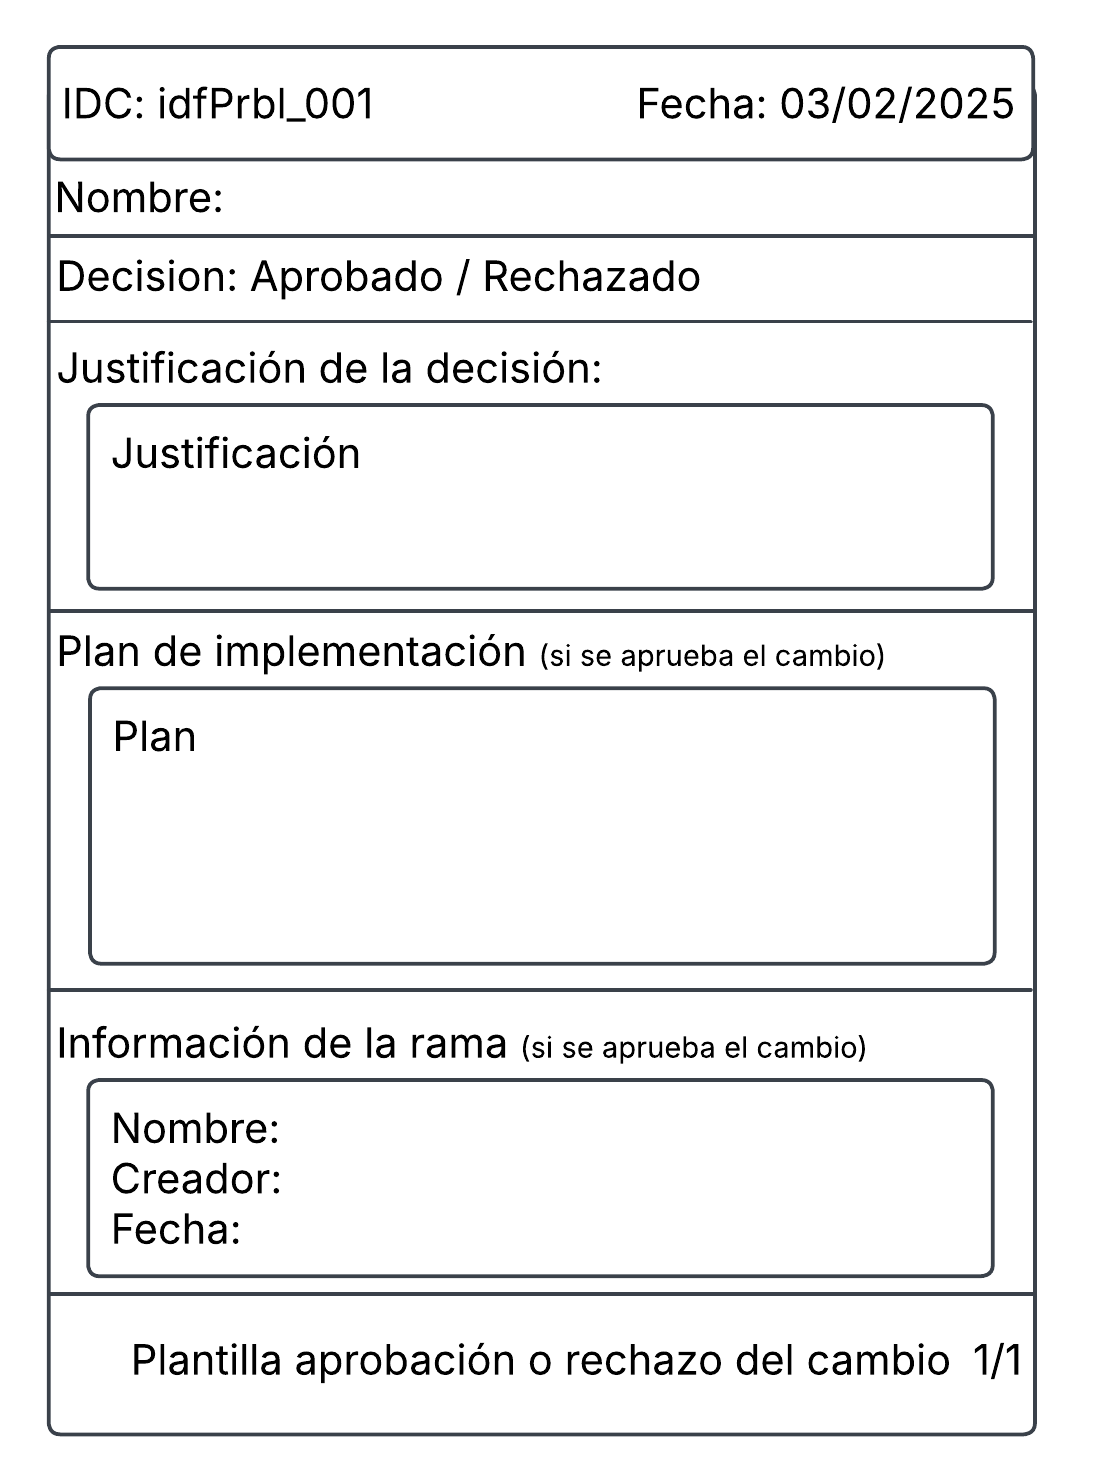 IDC: idfPrbl_001 Fecha: 03/02/2025
Nombre:
Decision: Aprobado / Rechazado
Justificación de la decisión:
Justificación
Plan de implementación (si se aprueba el cambio)
Plan
Información de la rama (si se aprueba el cambio)
Nombre:
Creador:
Fecha:
Plantilla aprobación o rechazo del cambio 1/1